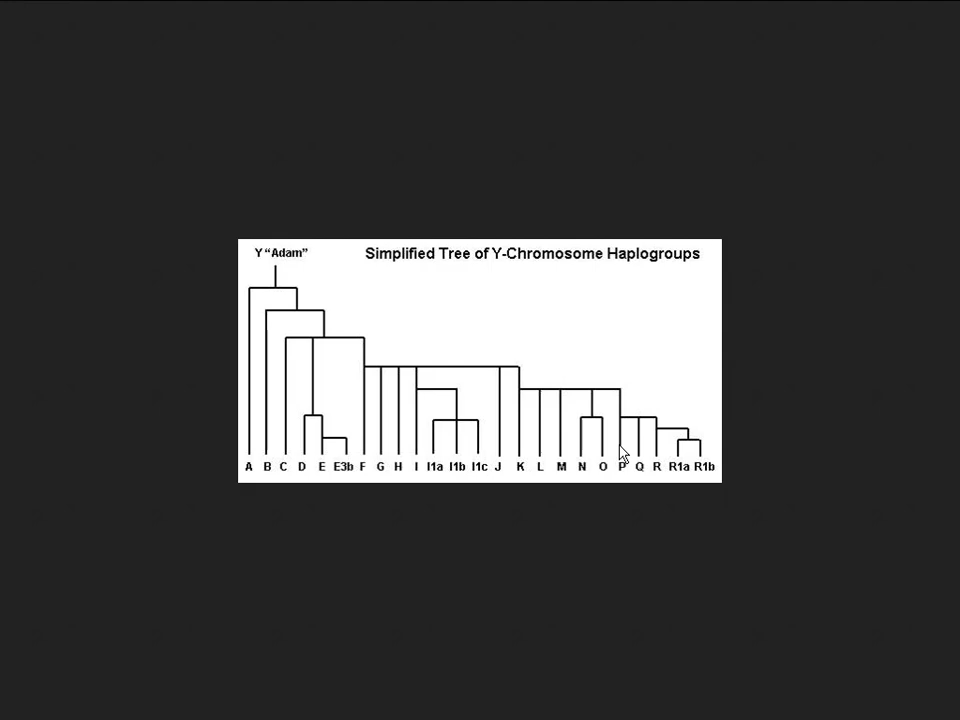 Y “Adam”
Simplified Tree of Y-Chromosome Haplogroups
A B C D E E3b F G H I I1a I1b I1c J K L M N O P Q R R1a R1b